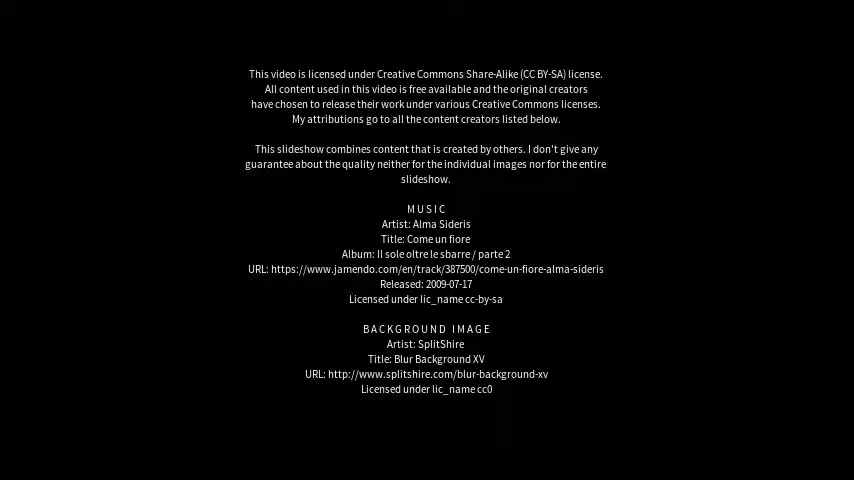 This video is licensed under Creative Commons Share-Alike (CC BY-SA) license.
All content used in this video is free available and the original creators
have chosen to release their work under various Creative Commons licenses.
My attributions go to all the content creators listed below.
This slideshow combines content that is created by others. I don't give any
guarantee about the quality neither for the individual images nor for the entire
slideshow.
MUSIC
Artist: Alma Sideris
Title: Come un fiore
Album: Il sole oltre le sbarre / parte 2
URL: https://www.jamendo.com/en/track/387500/come-un-fiore-alma-sideris
Released: 2009-07-17
Licensed under lic_name cc-by-sa
BACKGROUND IMAGE
Artist: SplitShire
Title: Blur Background XV
URL: http://www.splitshire.com/blur-background-xv
Licensed under lic_name cc0